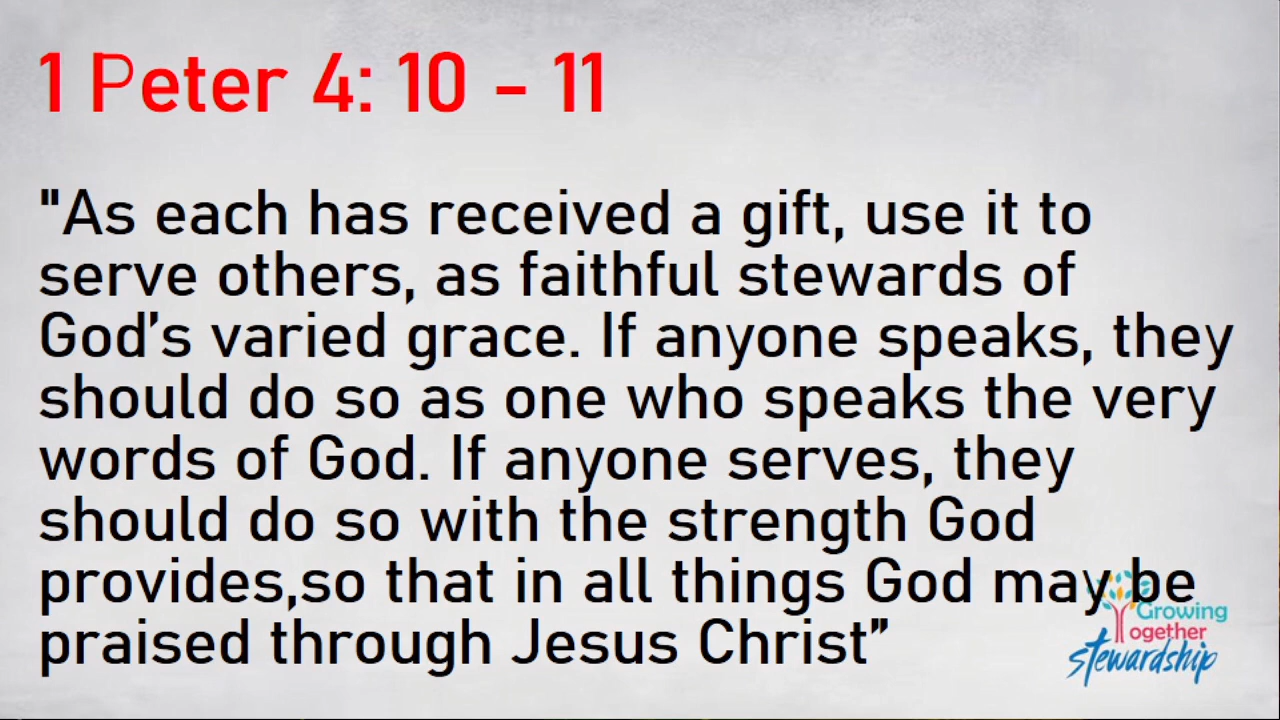 1 Peter 4: 10 - 11
"As each has received a gift, use it to
serve others, as faithful stewards of
God’s varied grace. If anyone speaks, they
should do so as one who speaks the very
words of God. If anyone serves, they
should do so with the strength God
provides,so that in all things God may be
praised through Jesus Christ”
Growing
Together
stewardship